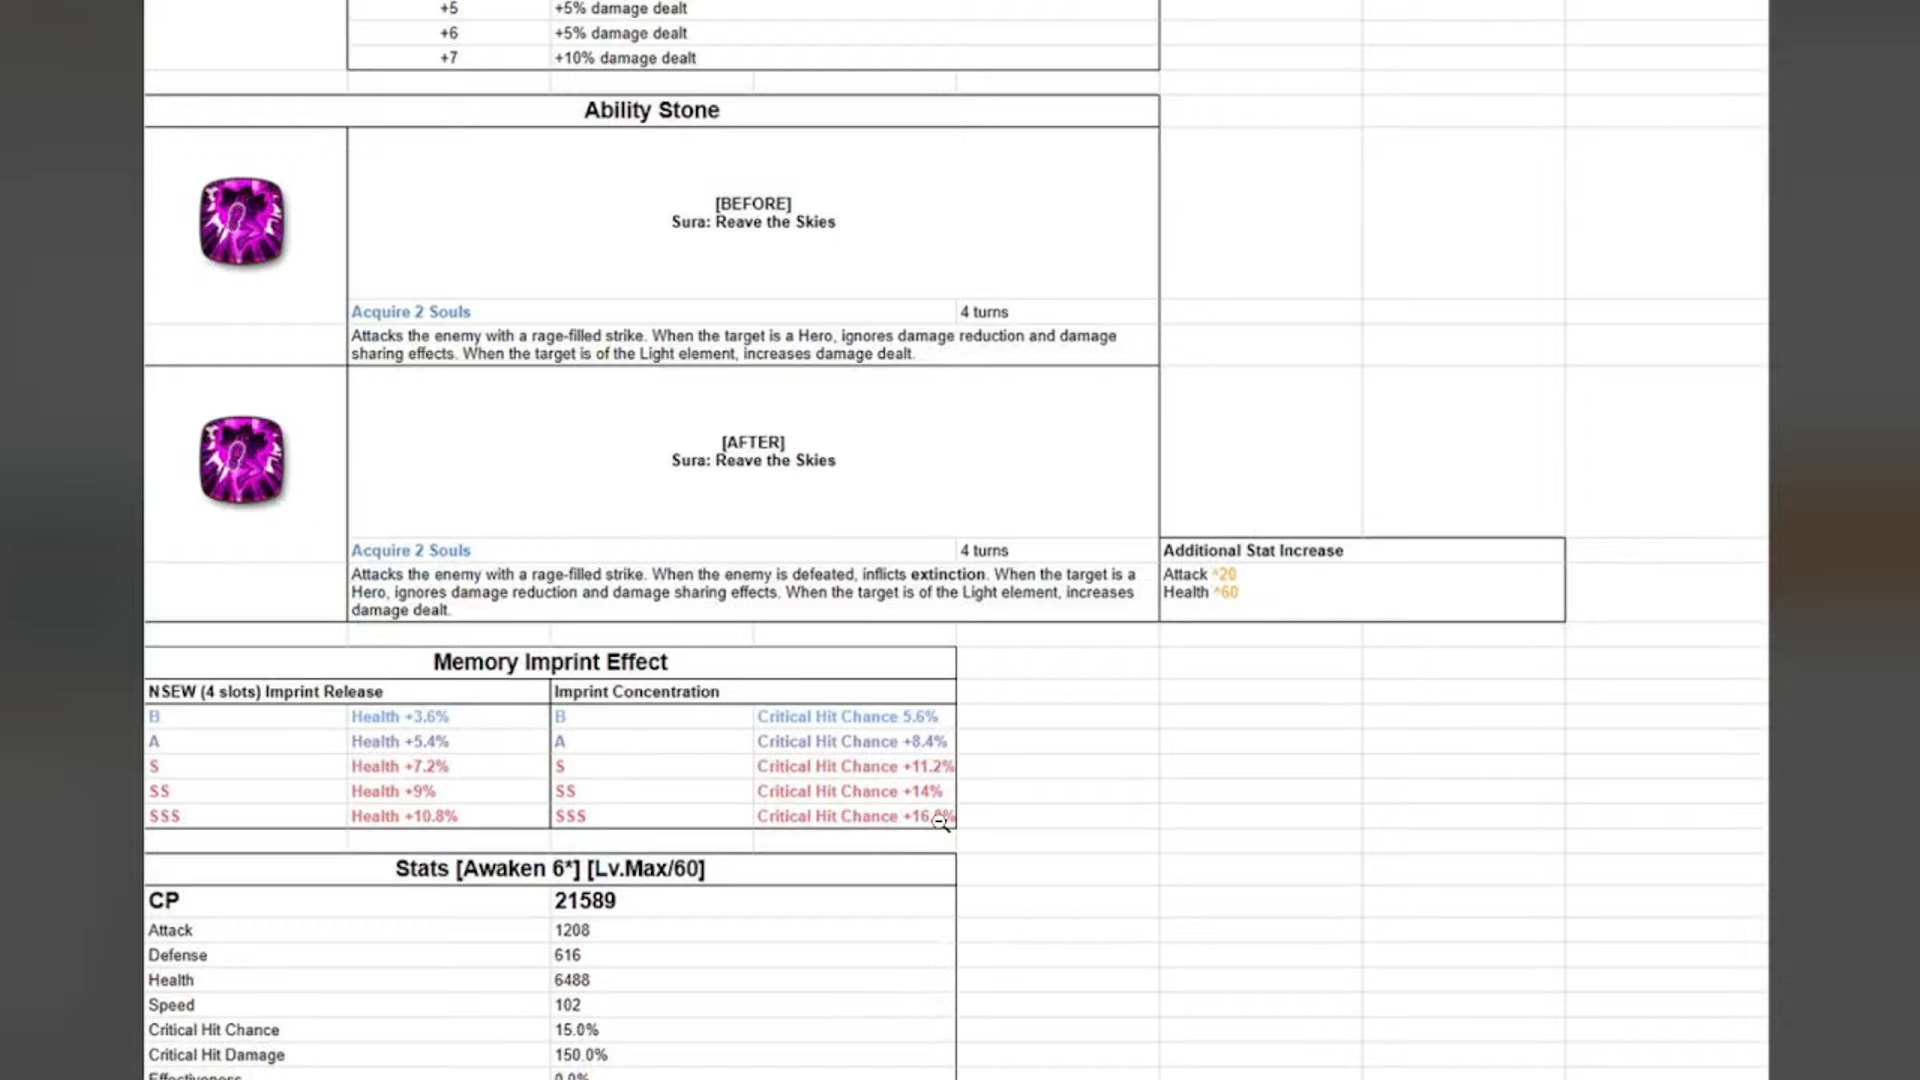 +5 +5% damage dealt
+6 +5% damage dealt
+7 +10% damage dealt
Ability Stone
[BEFORE]
Sura: Reave the Skies
Acquire 2 Souls 4 turns
Attacks the enemy with a rage-filled strike. When the target is a Hero, ignores damage reduction and damage
sharing effects. When the target is of the Light element, increases damage dealt.
[AFTER]
Sura: Reave the Skies
Acquire 2 Souls 4 turns Additional Stat Increase
Attacks the enemy with a rage-filled strike. When the enemy is defeated, inflicts extinction. When the target is a
Hero, ignores damage reduction and damage sharing effects. When the target is of the Light element, increases
damage dealt.
Attack ^20
Health ^60
Memory Imprint Effect
NSEW (4 slots) Imprint Release Imprint Concentration
B Health +3.6% B Critical Hit Chance 5.6%
A Health +5.4% A Critical Hit Chance +8.4%
S Health +7.2% S Critical Hit Chance +11.2%
SS Health +9% SS Critical Hit Chance +14%
SSS Health +10.8% SSS Critical Hit Chance
Stats [Awaken 6*] [Lv.Max/60]
CP 21589
Attack 1208
Defense 616
Health 6488
Speed 102
Critical Hit Chance 15.0%
Critical Hit Damage 150.0%
Effectiveness 0.0%